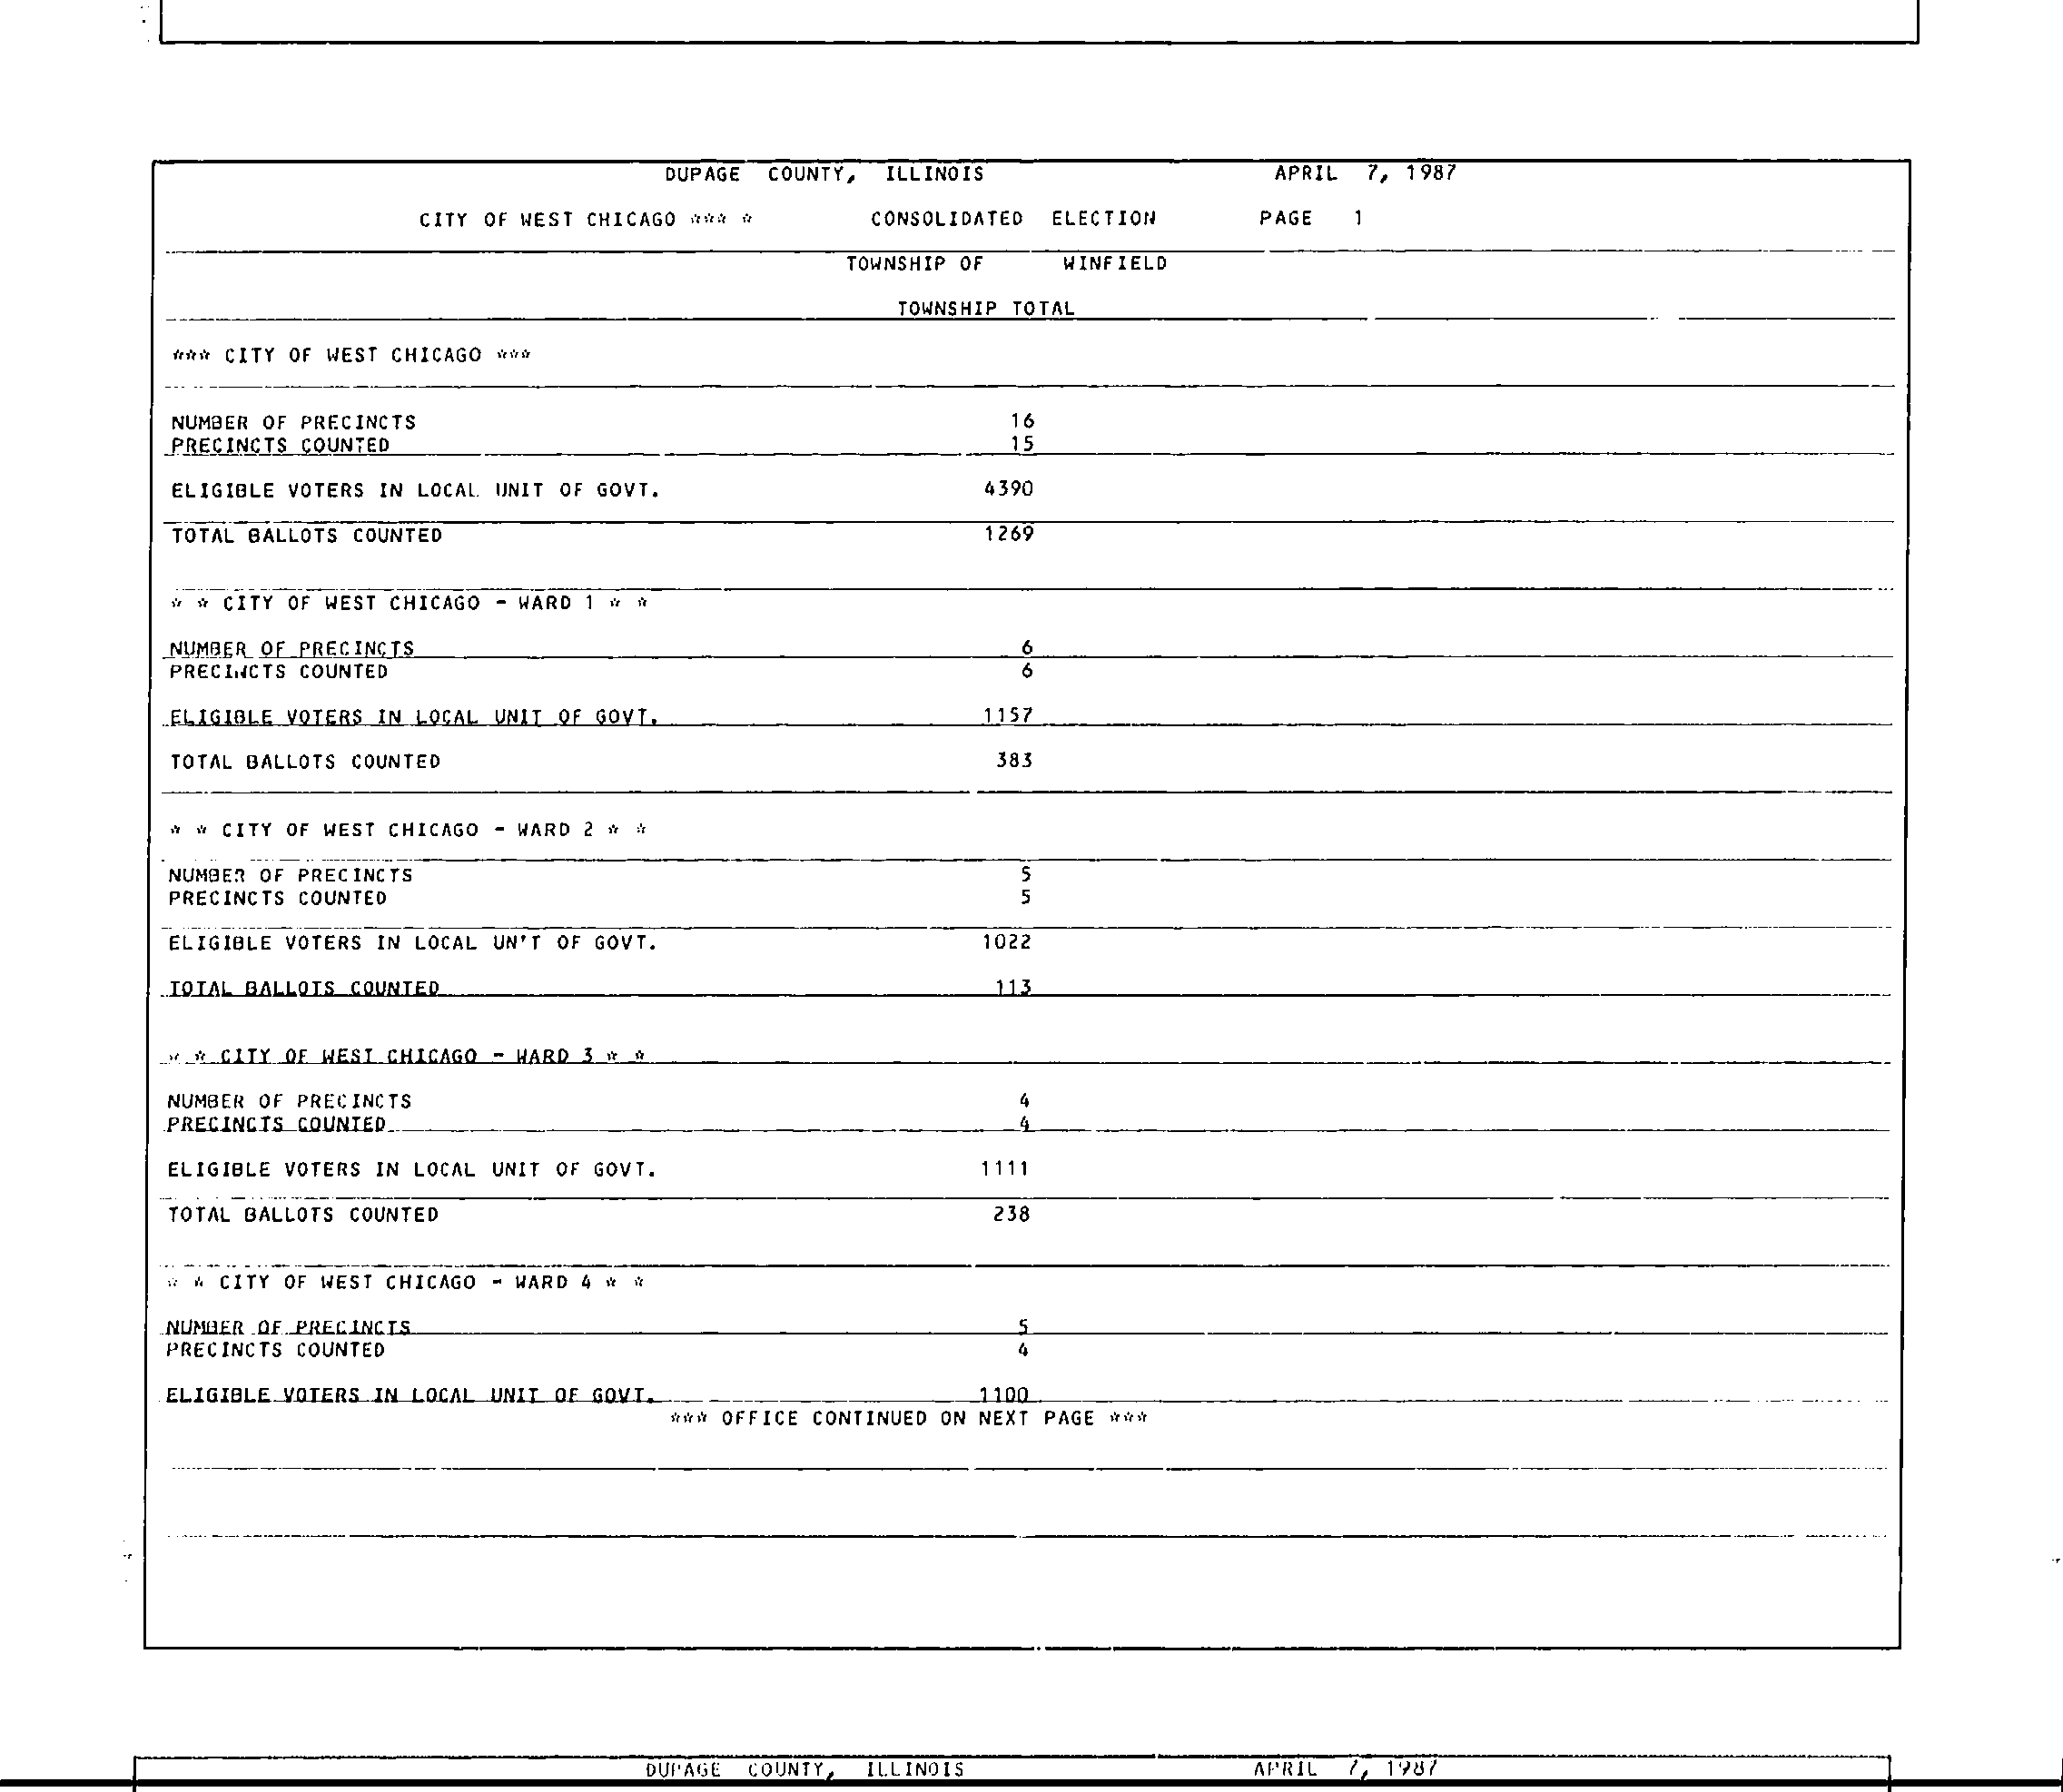 DUPAGE COUNTY, ILLINOIS APRIL 7, 1987
CITY OF WEST CHICAGO *** * CONSOLIDATED ELECTION PAGE 1
TOWNSHIP OF WINFIELD
TOWNSHIP TOTAL
*** CITY OF WEST CHICAGO ***
NUMBER OF PRECINCTS 16
PRECINCTS COUNTED 15
ELIGIBLE VOTERS IN LOCAL UNIT OF GOVT. 4390
TOTAL BALLOTS COUNTED 1269
* * CITY OF WEST CHICAGO - WARD 1 * *
NUMBER OF PRECINCTS 6
PRECINCTS COUNTED 6
ELIGIBLE VOTERS IN LOCAL UNIT OF GOVT. 1157
TOTAL BALLOTS COUNTED 383
* * CITY OF WEST CHICAGO - WARD 2 * *
NUMBER OF PRECINCTS 5
PRECINCTS COUNTED 5
ELIGIBLE VOTERS IN LOCAL UN'T OF GOVT. 1022
TOTAL BALLOTS COUNTED 113
* * CITY OF WEST CHICAGO - WARD 3 * *
NUMBER OF PRECINCTS 4
PRECINCTS COUNTED 4
ELIGIBLE VOTERS IN LOCAL UNIT OF GOVT. 1111
TOTAL BALLOTS COUNTED 238
* * CITY OF WEST CHICAGO - WARD 4 * *
NUMBER OF PRECINCTS 5
PRECINCTS COUNTED 4
ELIGIBLE VOTERS IN LOCAL UNIT OF GOVT. 1100
*** OFFICE CONTINUED ON NEXT PAGE ***
DUPAGE COUNTY, ILLINOIS APRIL 7, 1987